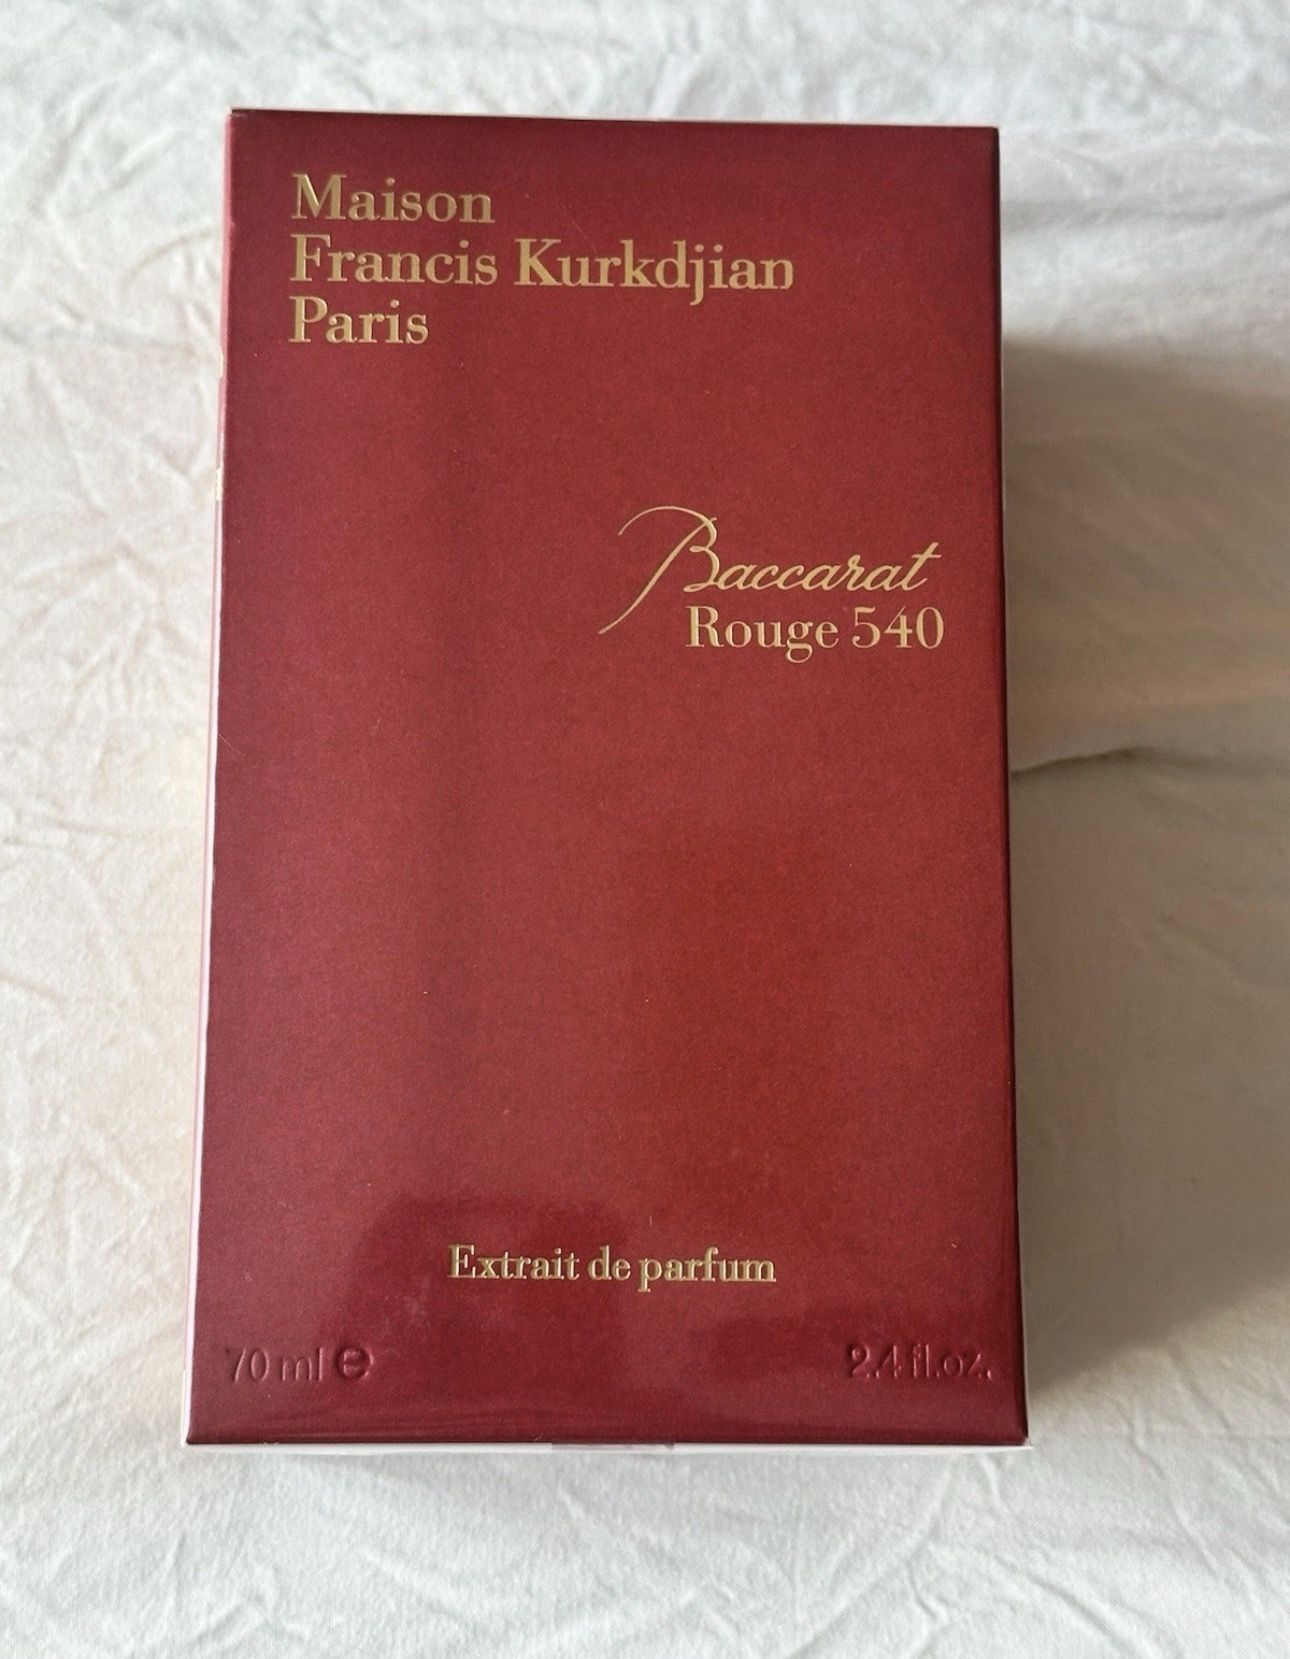 Maison
Francis Kurkdjian
Paris
Baccarat
Rouge 540
Extrait de parfum
70 ml ℮ 2.4 fl.oz.